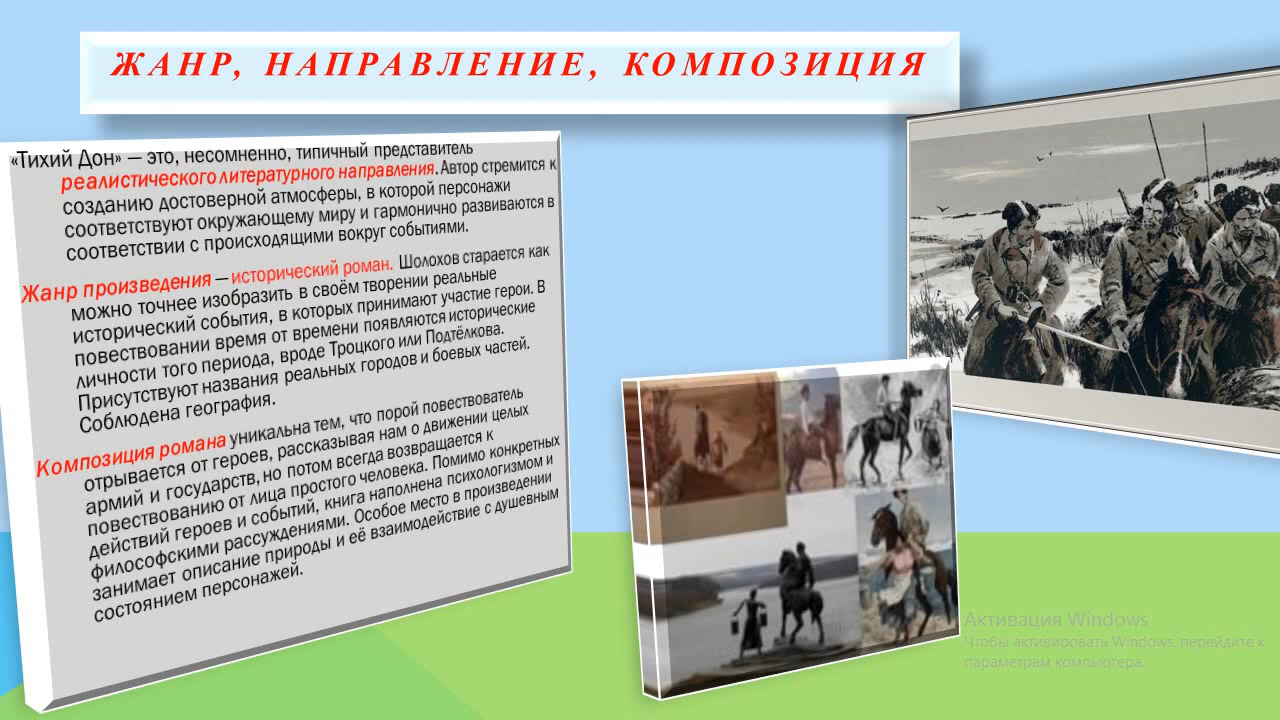 ЖАНР, НАПРАВЛЕНИЕ, КОМПОЗИЦИЯ
«Тихий Дон» — это, несомненно, типичный представитель
реалистического литературного направления. Автор стремится к
созданию достоверной атмосферы, в которой персонажи
соответствуют окружающему миру и гармонично развиваются в
соответствии с происходящими вокруг событиями.
Жанр произведения — исторический роман. Шолохов старается как
можно точнее изобразить в своём творении реальные
исторический события, в которых принимают участие герои. В
повествовании время от времени появляются исторические
личности того периода, вроде Троцкого или Подтёлкова.
Присутствуют названия реальных городов и боевых частей.
Соблюдена география.
Композиция романа уникальна тем, что порой повествователь
отрывается от героев, рассказывая нам о движении целых
армий и государств, но потом всегда возвращается к
повествованию от лица простого человека. Помимо конкретных
действий героев и событий, книга наполнена психологизмом и
философскими рассуждениями. Особое место в произведении
занимает описание природы и её взаимодействие с душевным
состоянием персонажей.
Активация Windows
Чтобы активировать Windows, перейдите к
параметрам компьютера.